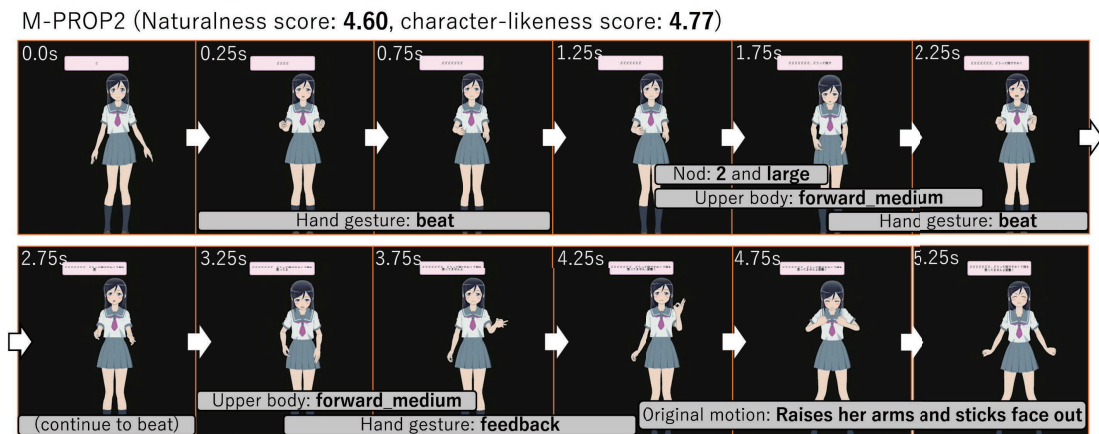 M-PROP2 (Naturalness score: 4.60, character-likeness score: 4.77)
0.0s
0.25s
0.75s
1.25s
1.75s
2.25s
Nod: 2 and large
Upper body: forward_medium
Hand gesture: beat
Hand gesture: beat
2.75s
3.25s
3.75s
4.25s
4.75s
5.25s
Upper body: forward_medium
(continue to beat)
Hand gesture: feedback
Original motion: Raises her arms and sticks face out